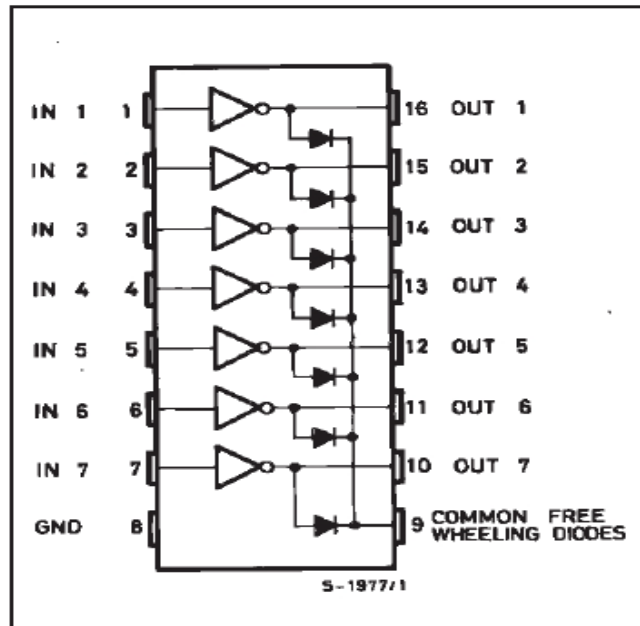 IN 1 1 16 OUT 1
IN 2 2 15 OUT 2
IN 3 3 14 OUT 3
IN 4 4 13 OUT 4
IN 5 5 12 OUT 5
IN 6 6 11 OUT 6
IN 7 7 10 OUT 7
GND 8 9 COMMON FREE
WHEELING DIODES
S-1977/1